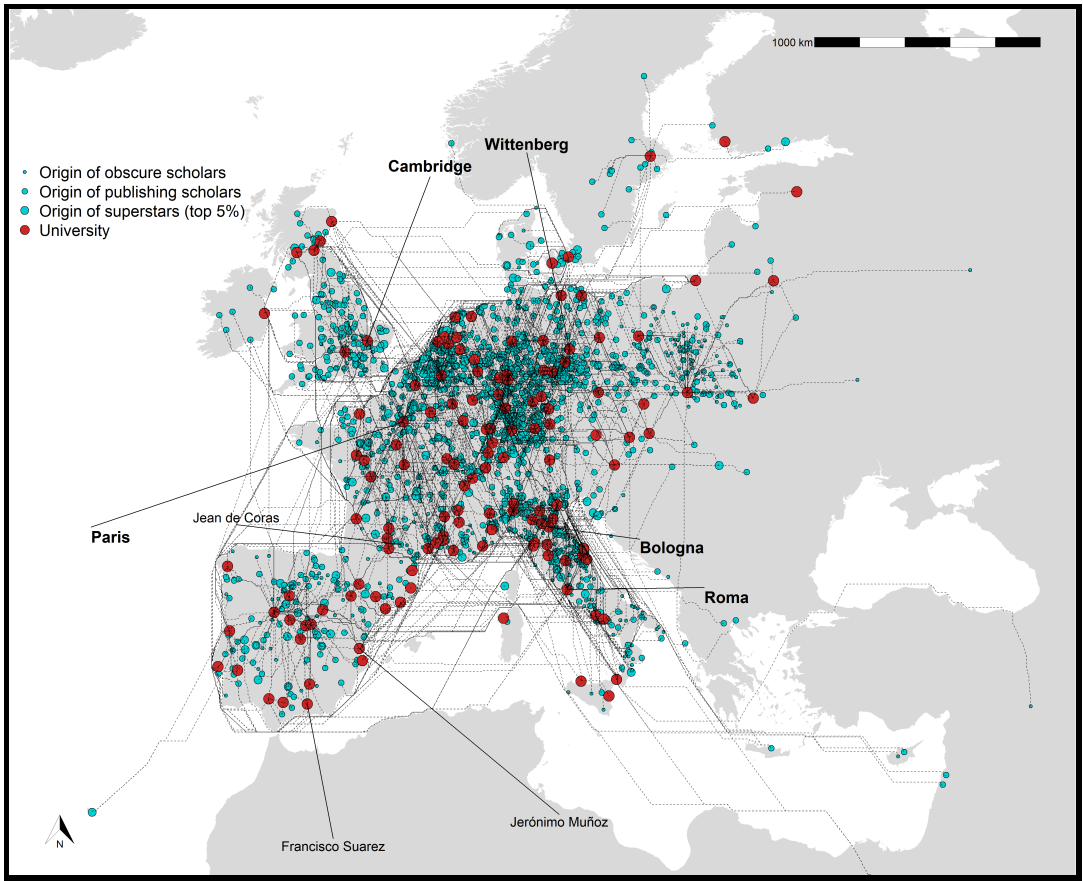 1000 km
Wittenberg
Cambridge
Origin of obscure scholars
Origin of publishing scholars
Origin of superstars (top 5%)
University
Jean de Coras
Paris
Bologna
Roma
Jerónimo Muñoz
Francisco Suarez
N